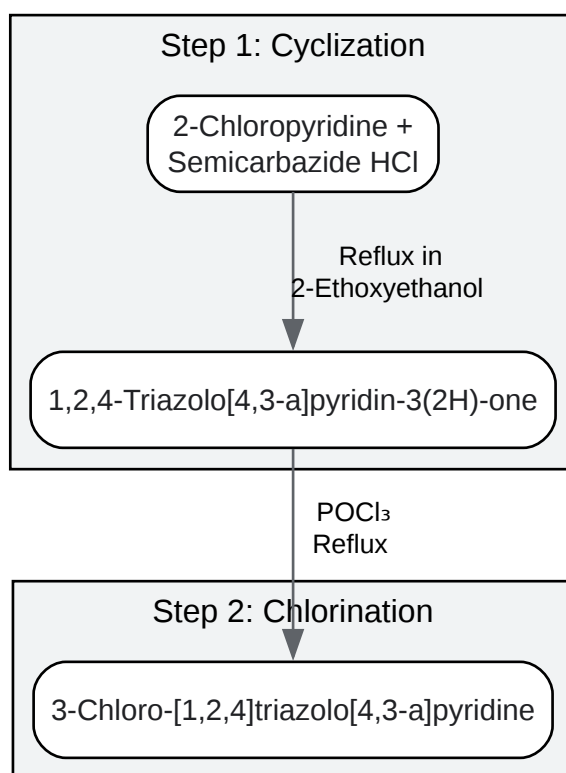 Step 1: Cyclization
2-Chloropyridine +
Semicarbazide HCl
Reflux in
2-Ethoxyethanol
1,2,4-Triazolo[4,3-a]pyridin-3(2H)-one
POCl₃
Reflux
Step 2: Chlorination
3-Chloro-[1,2,4]triazolo[4,3-a]pyridine